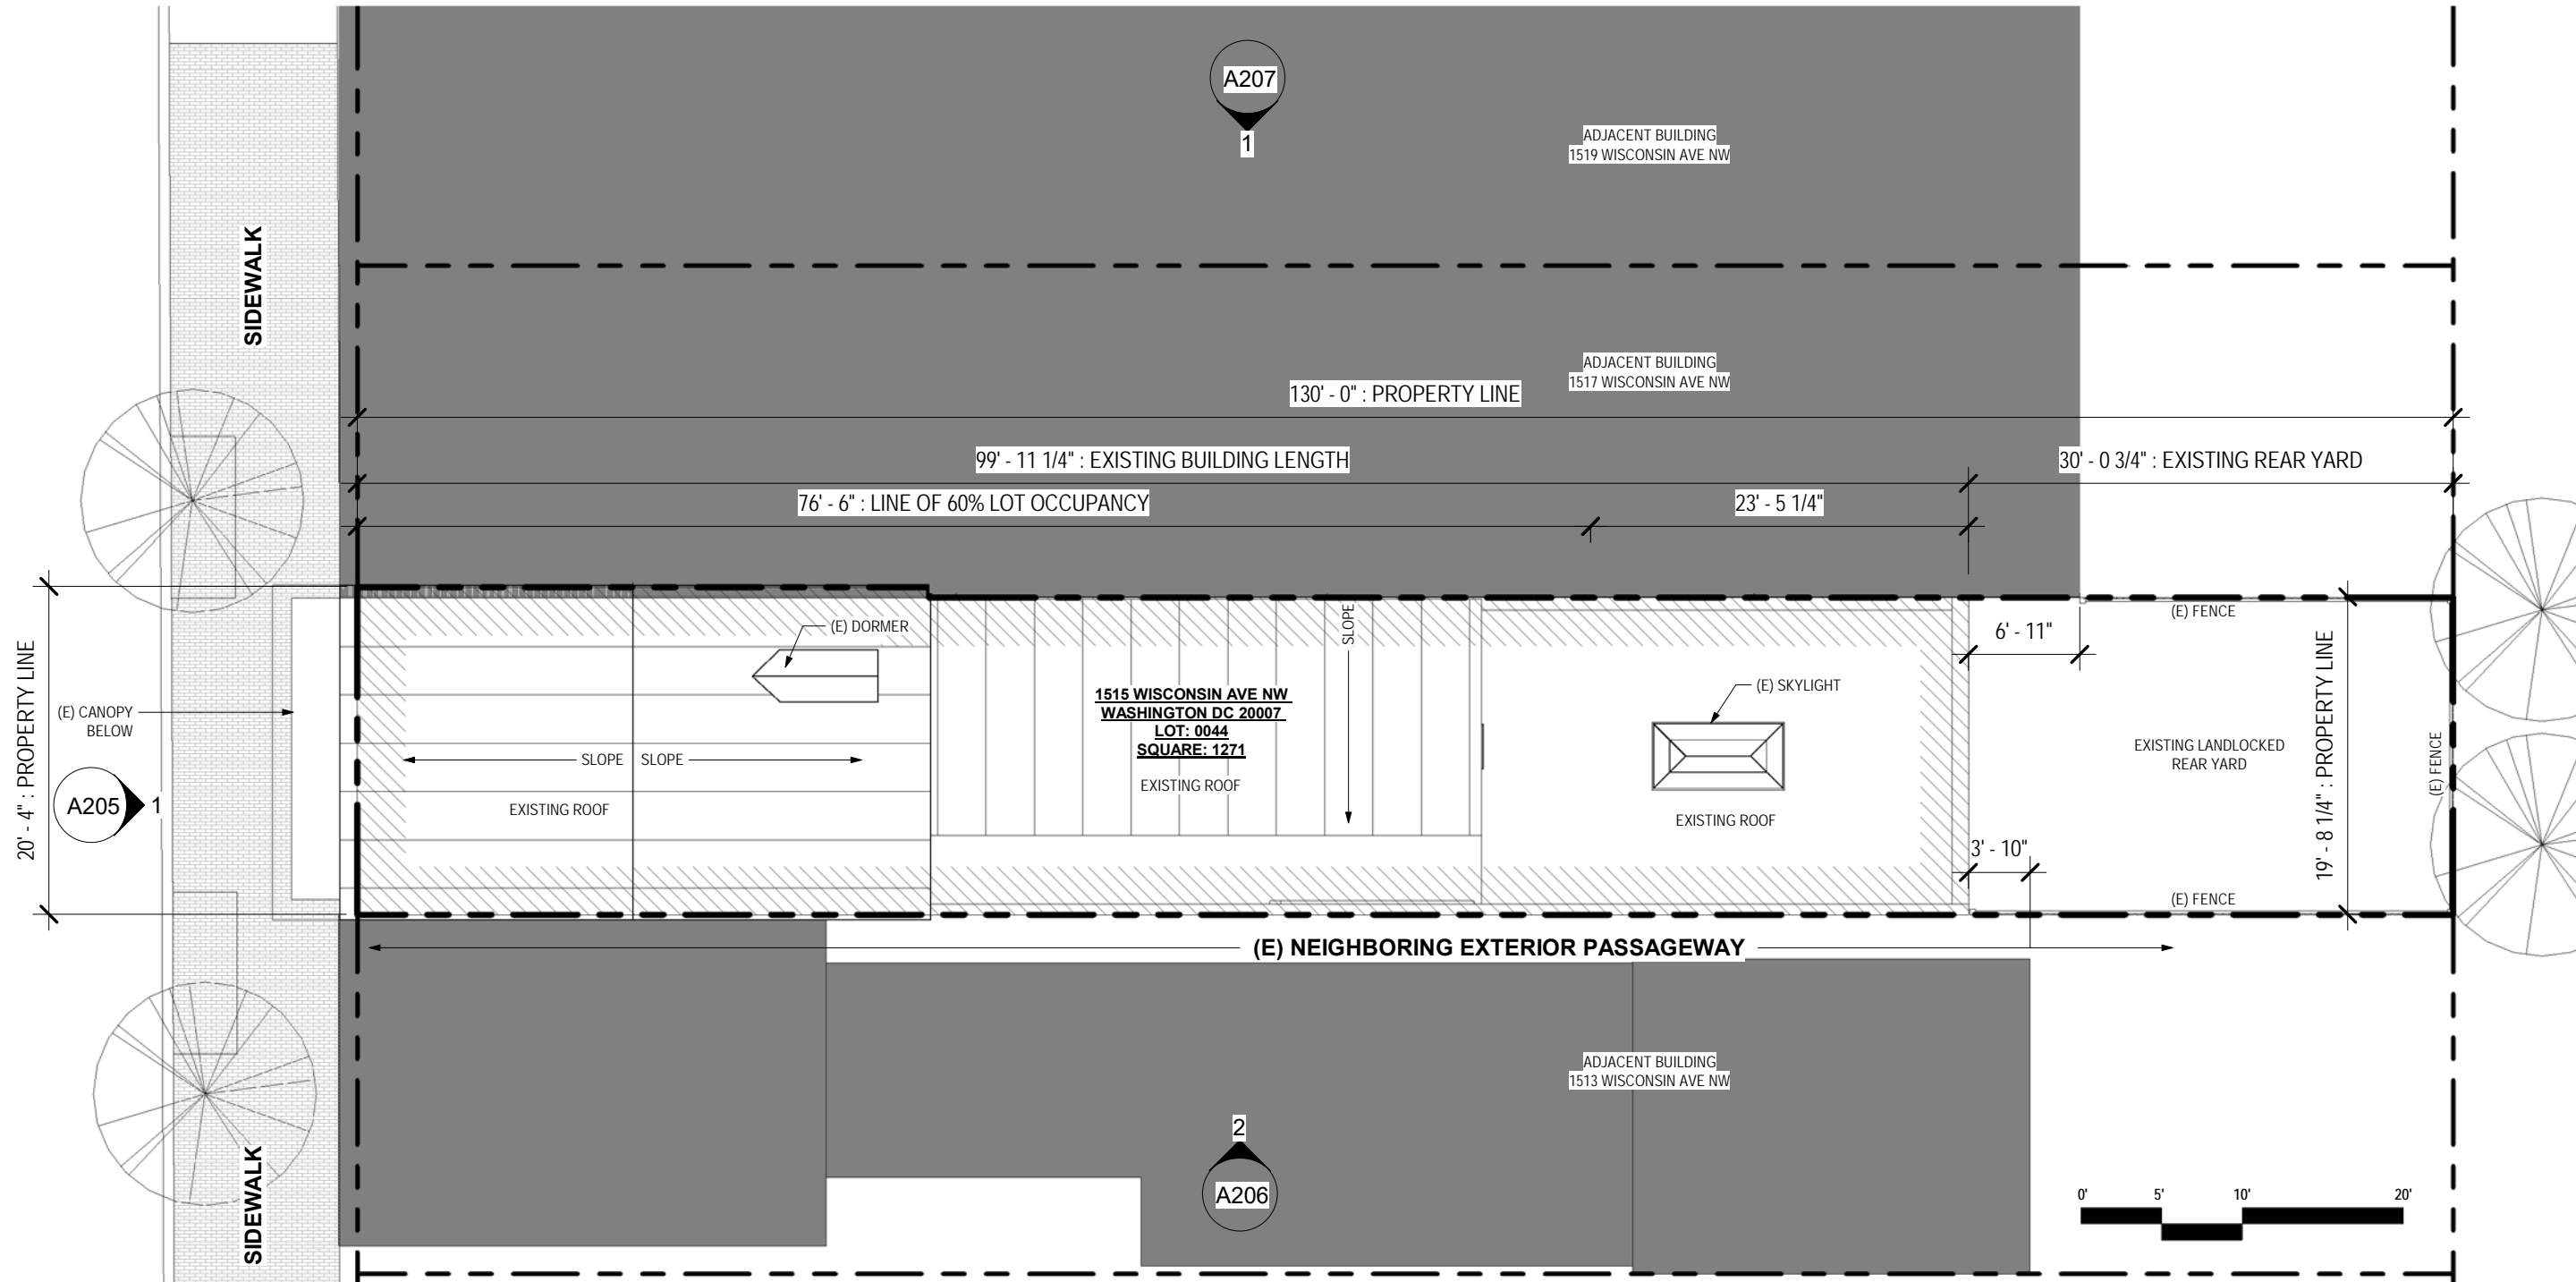 A207
1
ADJACENT BUILDING
1519 WISCONSIN AVE NW
SIDEWALK
ADJACENT BUILDING
1517 WISCONSIN AVE NW
130' - 0" : PROPERTY LINE
99' - 11 1/4" : EXISTING BUILDING LENGTH
30' - 0 3/4" : EXISTING REAR YARD
76' - 6" : LINE OF 60% LOT OCCUPANCY
23' - 5 1/4"
20' - 4" : PROPERTY LINE
(E) CANOPY
BELOW
A205
1
(E) DORMER
SLOPE
SLOPE
EXISTING ROOF
1515 WISCONSIN AVE NW
WASHINGTON DC 20007
LOT: 0044
SQUARE: 1271
EXISTING ROOF
SLOPE
(E) SKYLIGHT
EXISTING ROOF
6' - 11"
3' - 10"
(E) FENCE
EXISTING LANDLOCKED
REAR YARD
19' - 8 1/4" : PROPERTY LINE
(E) FENCE
(E) FENCE
(E) NEIGHBORING EXTERIOR PASSAGEWAY
ADJACENT BUILDING
1513 WISCONSIN AVE NW
2
A206
SIDEWALK
0'
5'
10'
20'